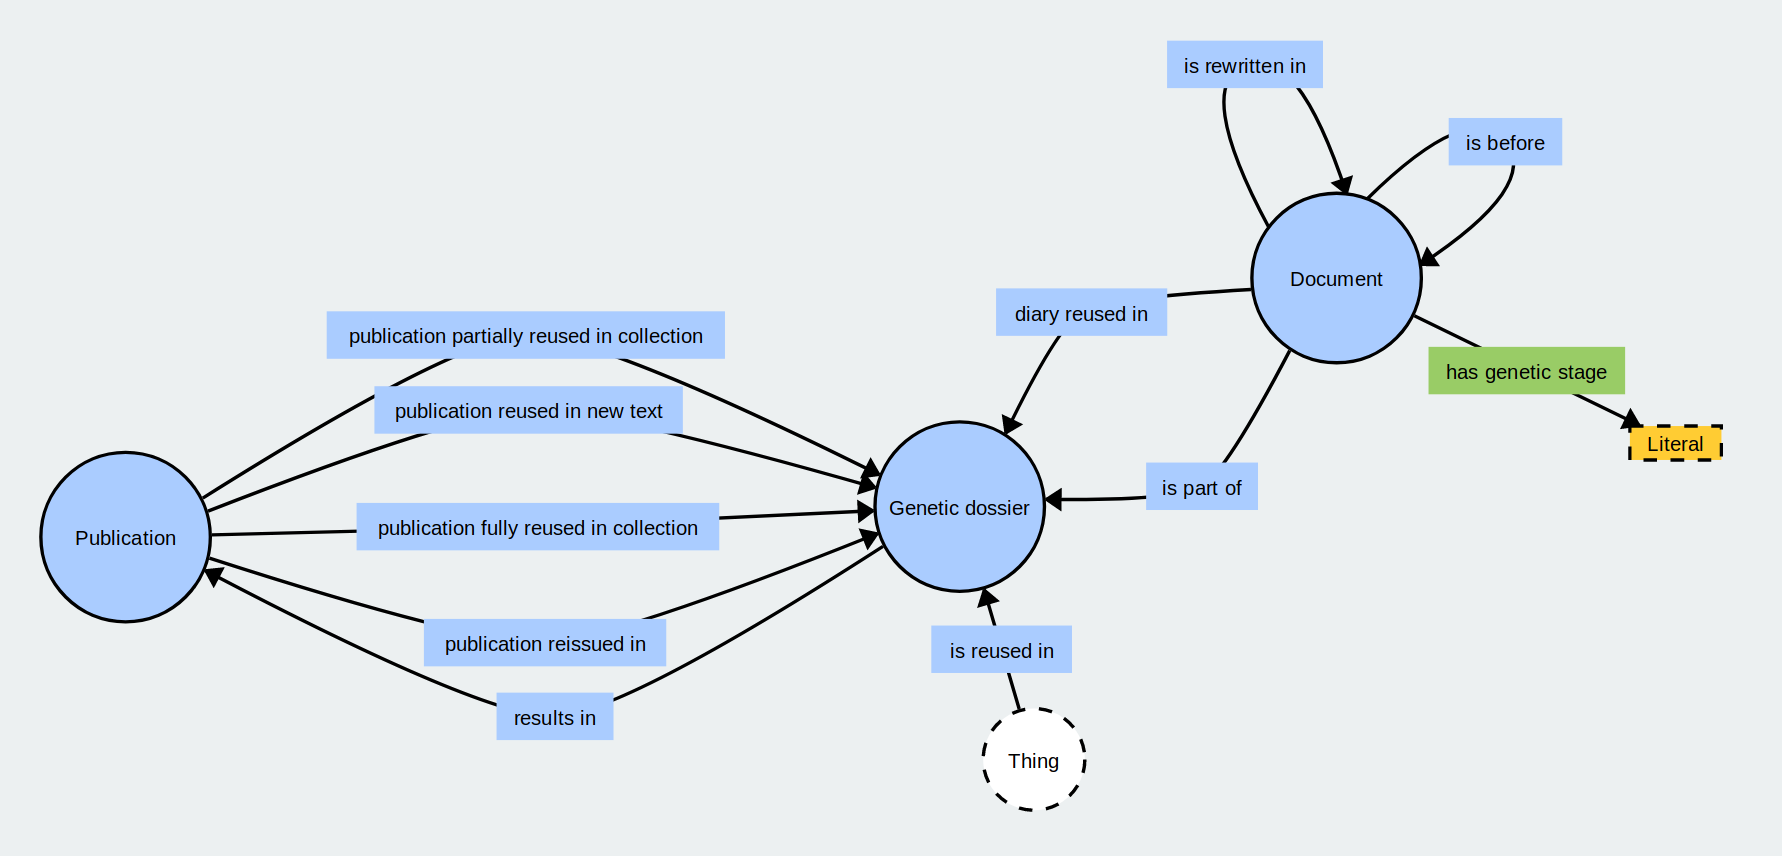 is rewritten in
is before
Document
diary reused in
publication partially reused in collection
has genetic stage
publication reused in new text
Literal
is part of
Genetic dossier
publication fully reused in collection
Publication
publication reissued in
is reused in
results in
Thing